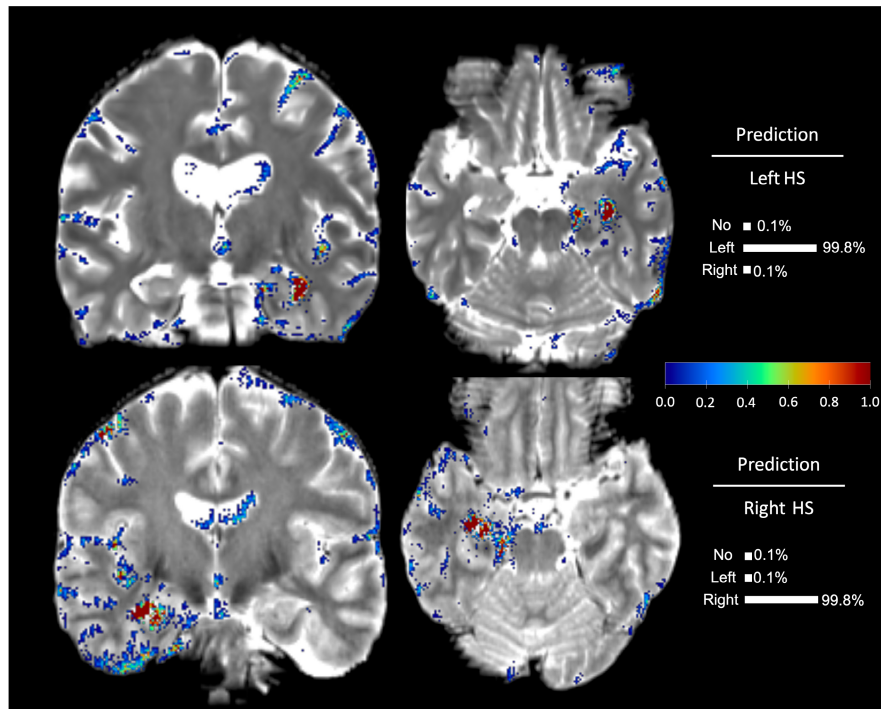 Prediction
Left HS
No 0.1%
Left 99.8%
Right 0.1%
0.0 0.2 0.4 0.6 0.8 1.0
Prediction
Right HS
No 0.1%
Left 0.1%
Right 99.8%